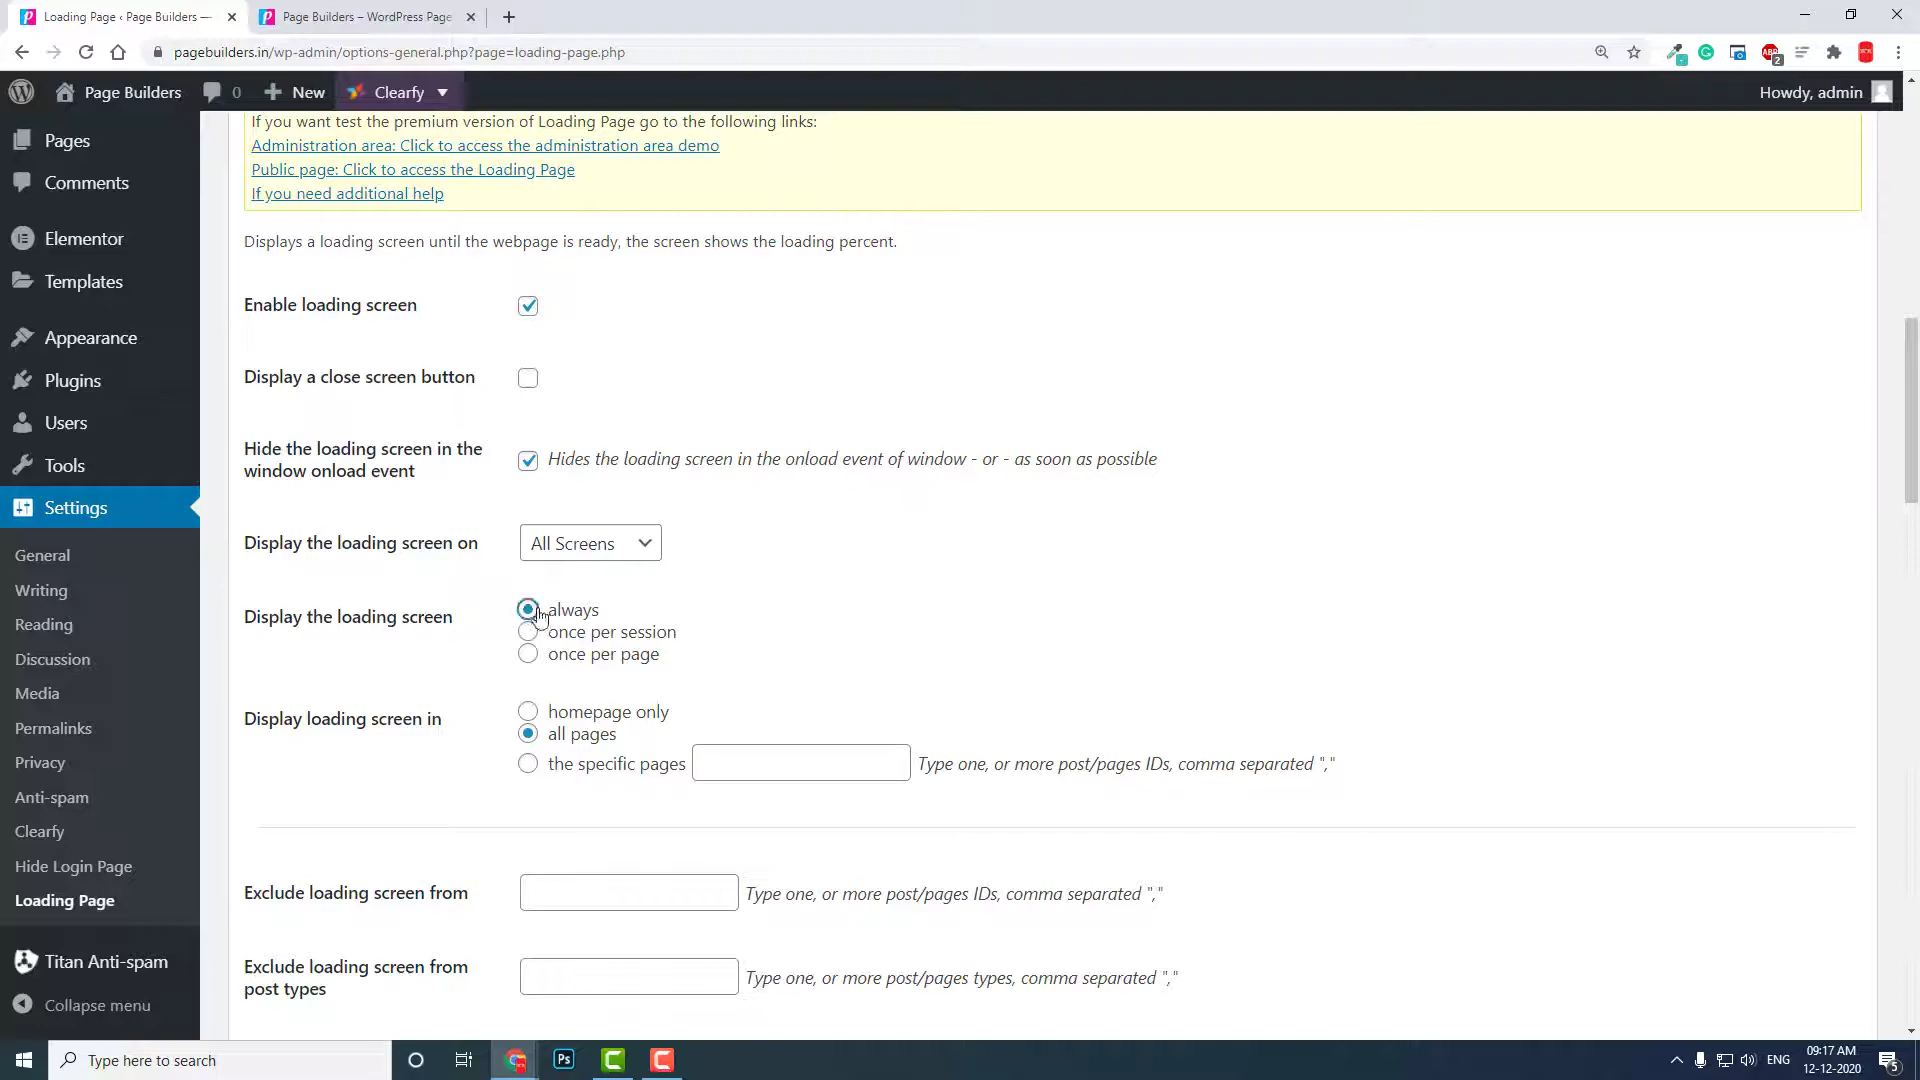 Loading Page ‹ Page Builders —
Page Builders – WordPress Page
pagebuilders.in/wp-admin/options-general.php?page=loading-page.php
ABP
2
Page Builders
0
New
Clearfy
Howdy, admin
Pages
Comments
Elementor
Templates
Appearance
Plugins
Users
Tools
Settings
General
Writing
Reading
Discussion
Media
Permalinks
Privacy
Anti-spam
Clearfy
Hide Login Page
Loading Page
Titan Anti-spam
Collapse menu
If you want test the premium version of Loading Page go to the following links:
Administration area: Click to access the administration area demo
Public page: Click to access the Loading Page
If you need additional help
Displays a loading screen until the webpage is ready, the screen shows the loading percent.
Enable loading screen
Display a close screen button
Hide the loading screen in the
window onload event
Hides the loading screen in the onload event of window - or - as soon as possible
Display the loading screen on
All Screens
Display the loading screen
always
once per session
once per page
Display loading screen in
homepage only
all pages
the specific pages
Type one, or more post/pages IDs, comma separated ","
Exclude loading screen from
Type one, or more post/pages IDs, comma separated ","
Exclude loading screen from
post types
Type one, or more post/pages types, comma separated ","
Type here to search
Ps
ENG
09:17 AM
12-12-2020
5